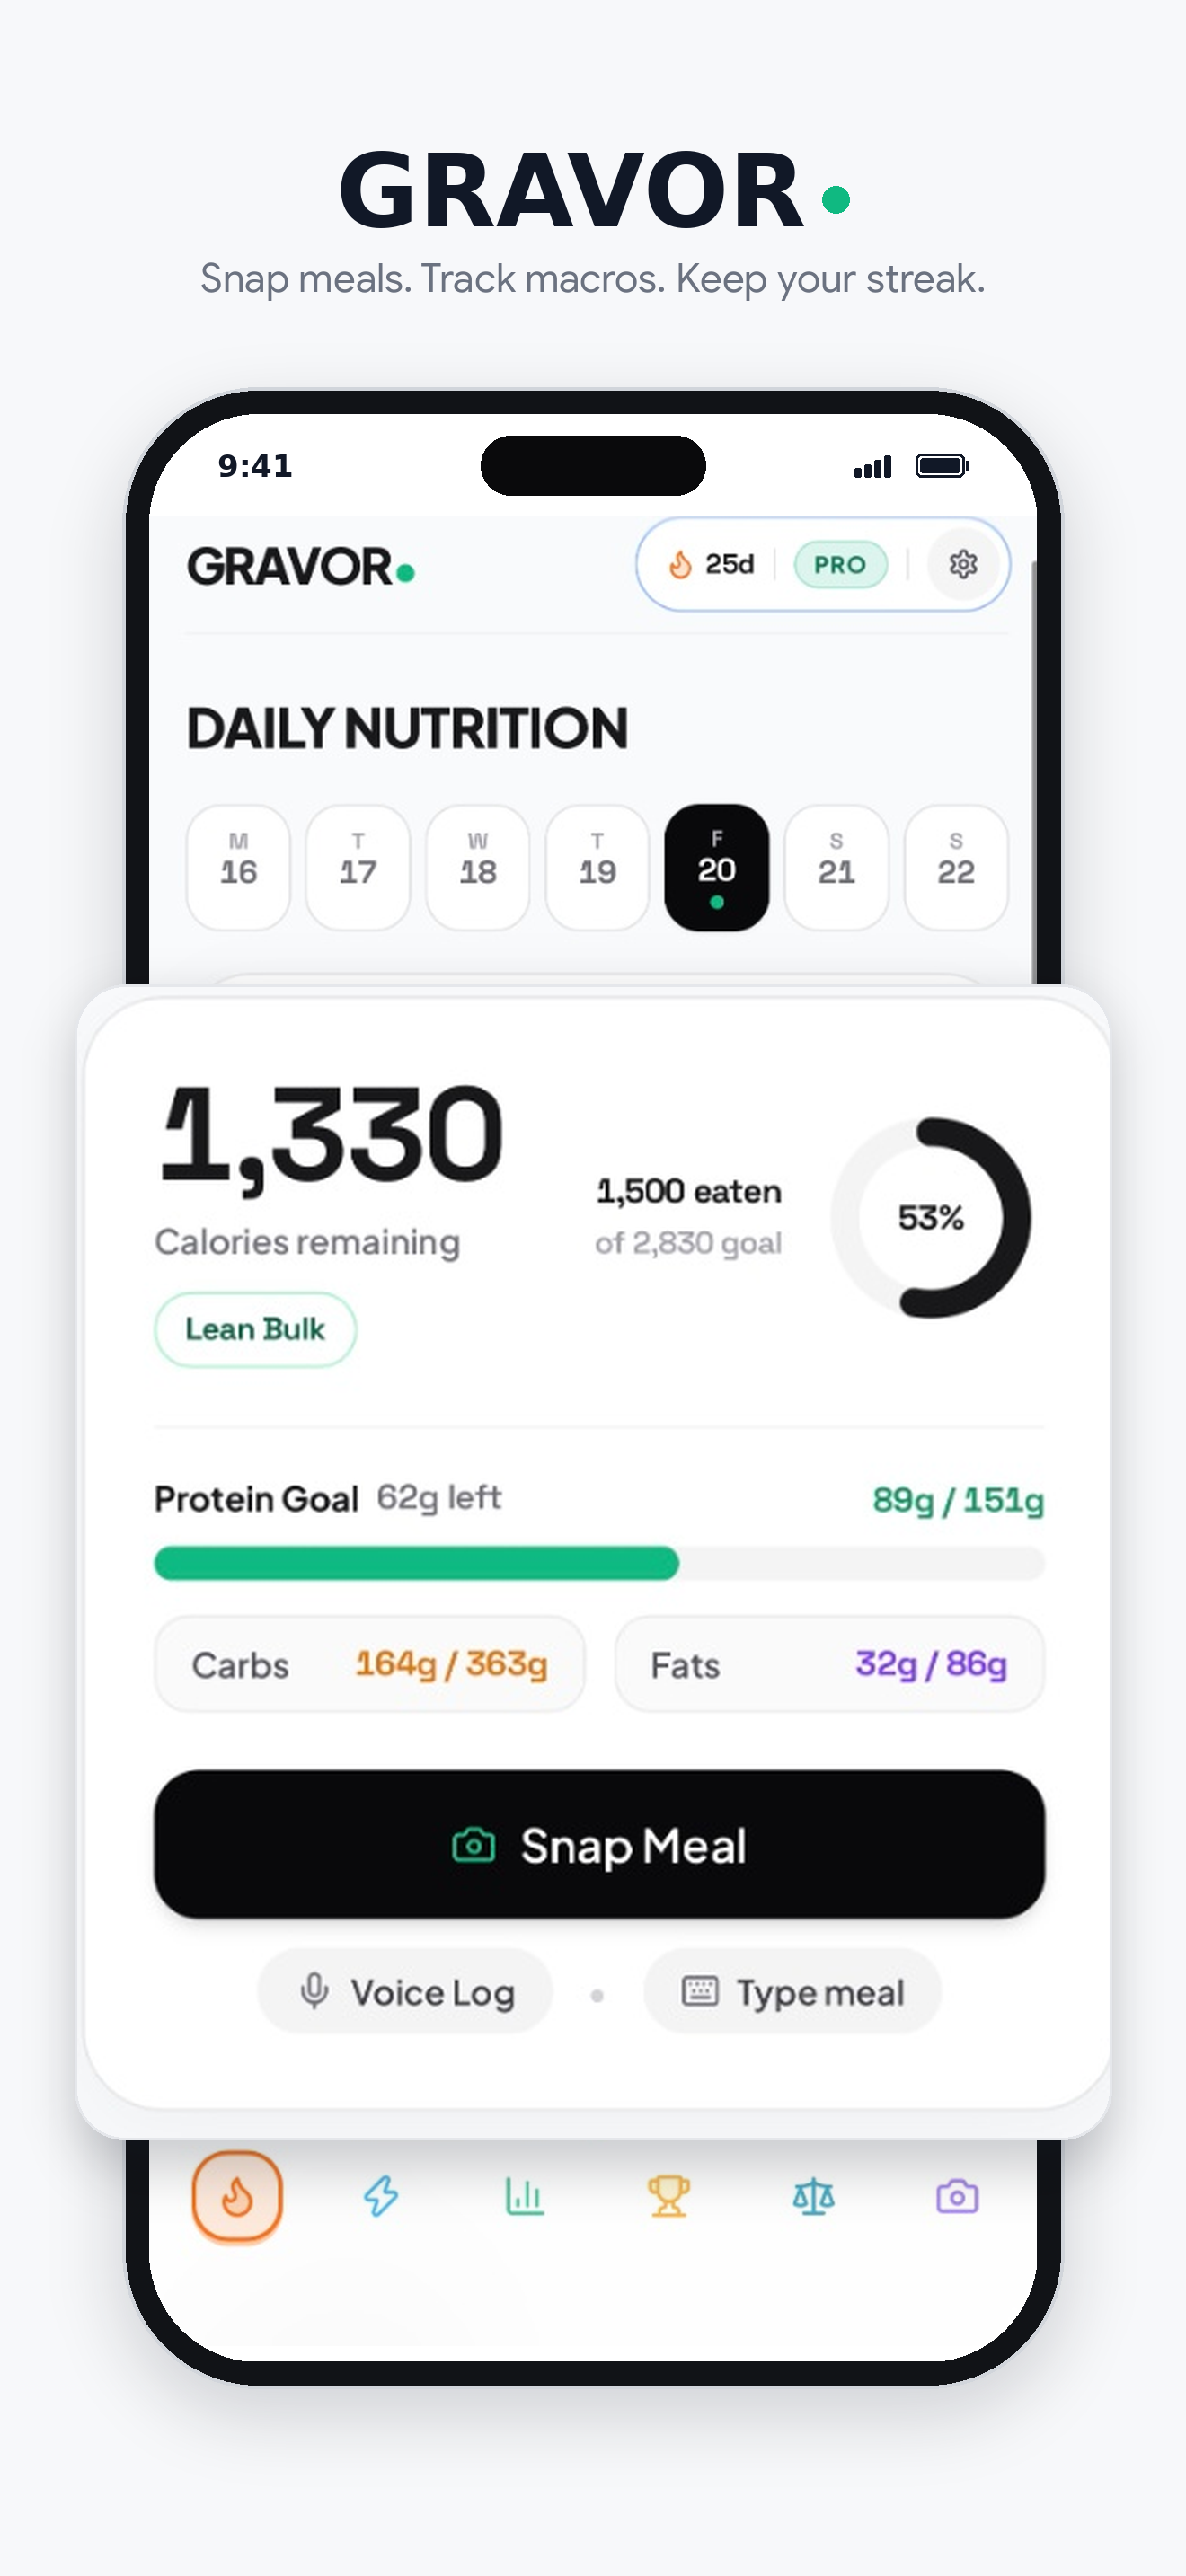 GRAVOR
Snap meals. Track macros. Keep your streak.
9:41
GRAVOR
25d
PRO
DAILY NUTRITION
M T W T F S S
16 17 18 19 20 21 22
1,330
Calories remaining
1,500 eaten
of 2,830 goal
53%
Lean Bulk
Protein Goal 62g left 89g / 151g
Carbs 164g / 363g Fats 32g / 86g
Snap Meal
Voice Log Type meal